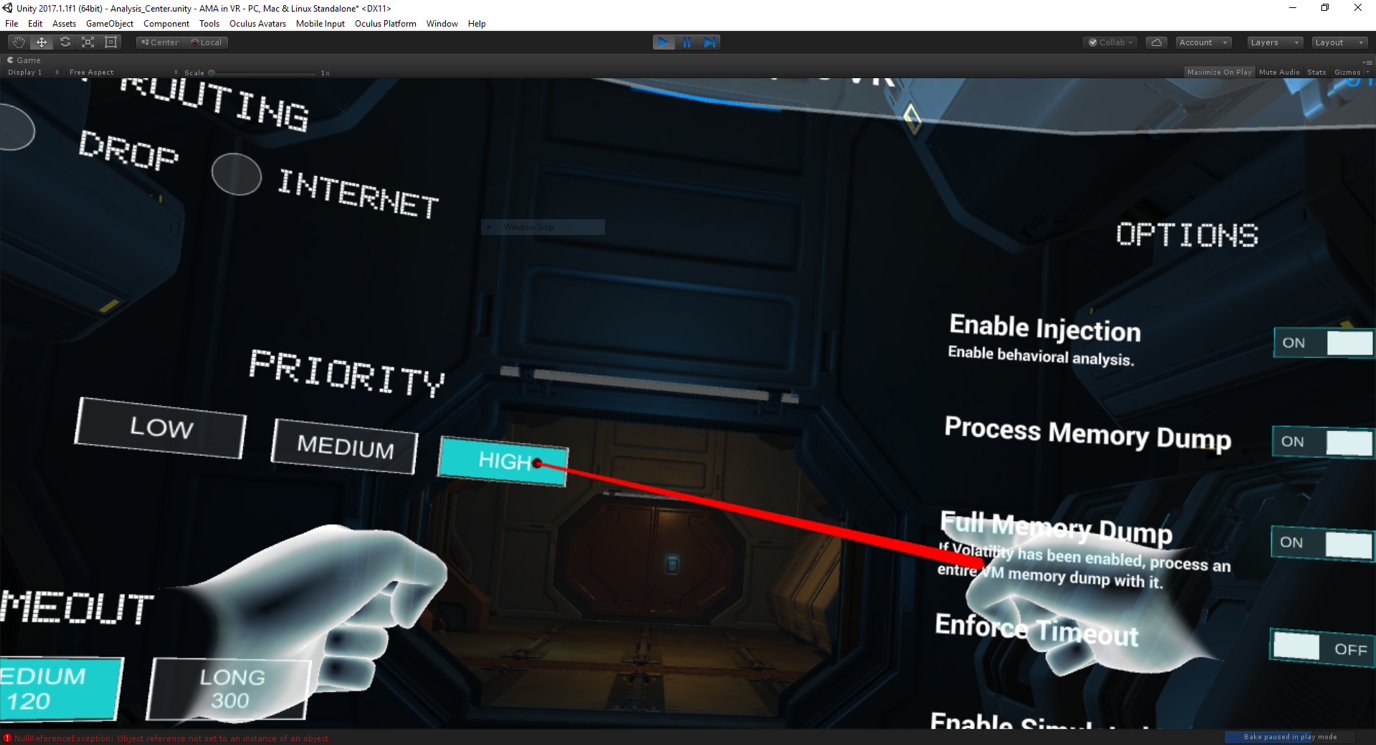 Unity 2017.1.1f1 (64bit) - Analysis_Center.unity - AMA in VR - PC, Mac & Linux Standalone* <DX11>
File Edit Assets GameObject Component Tools Oculus Avatars Mobile Input Oculus Platform Window Help
Center Local Collab Account Layers Layout
Game
Display 1 Free Aspect Scale 1x Maximize On Play Mute Audio Stats Gizmos
ROUTING
VR
DROP
INTERNET
Window Snip
OPTIONS
Enable Injection
Enable behavioral analysis.
ON
PRIORITY
LOW
MEDIUM
HIGH
Process Memory Dump
ON
Full Memory Dump
If Volatility has been enabled, process an
entire VM memory dump with it.
ON
Enforce Timeout
OFF
MEOUT
EDIUM
120
LONG
300
Enable
NullReferenceException: Object reference not set to an instance of an object
Bake paused in play mode